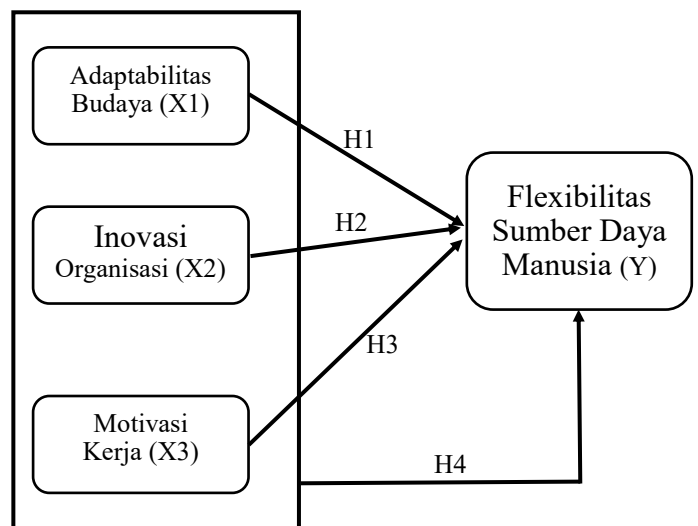 Adaptabilitas
Budaya (X1)
H1
Inovasi
Organisasi (X2)
H2
Flexibilitas
Sumber Daya
Manusia (Y)
H3
Motivasi
Kerja (X3)
H4